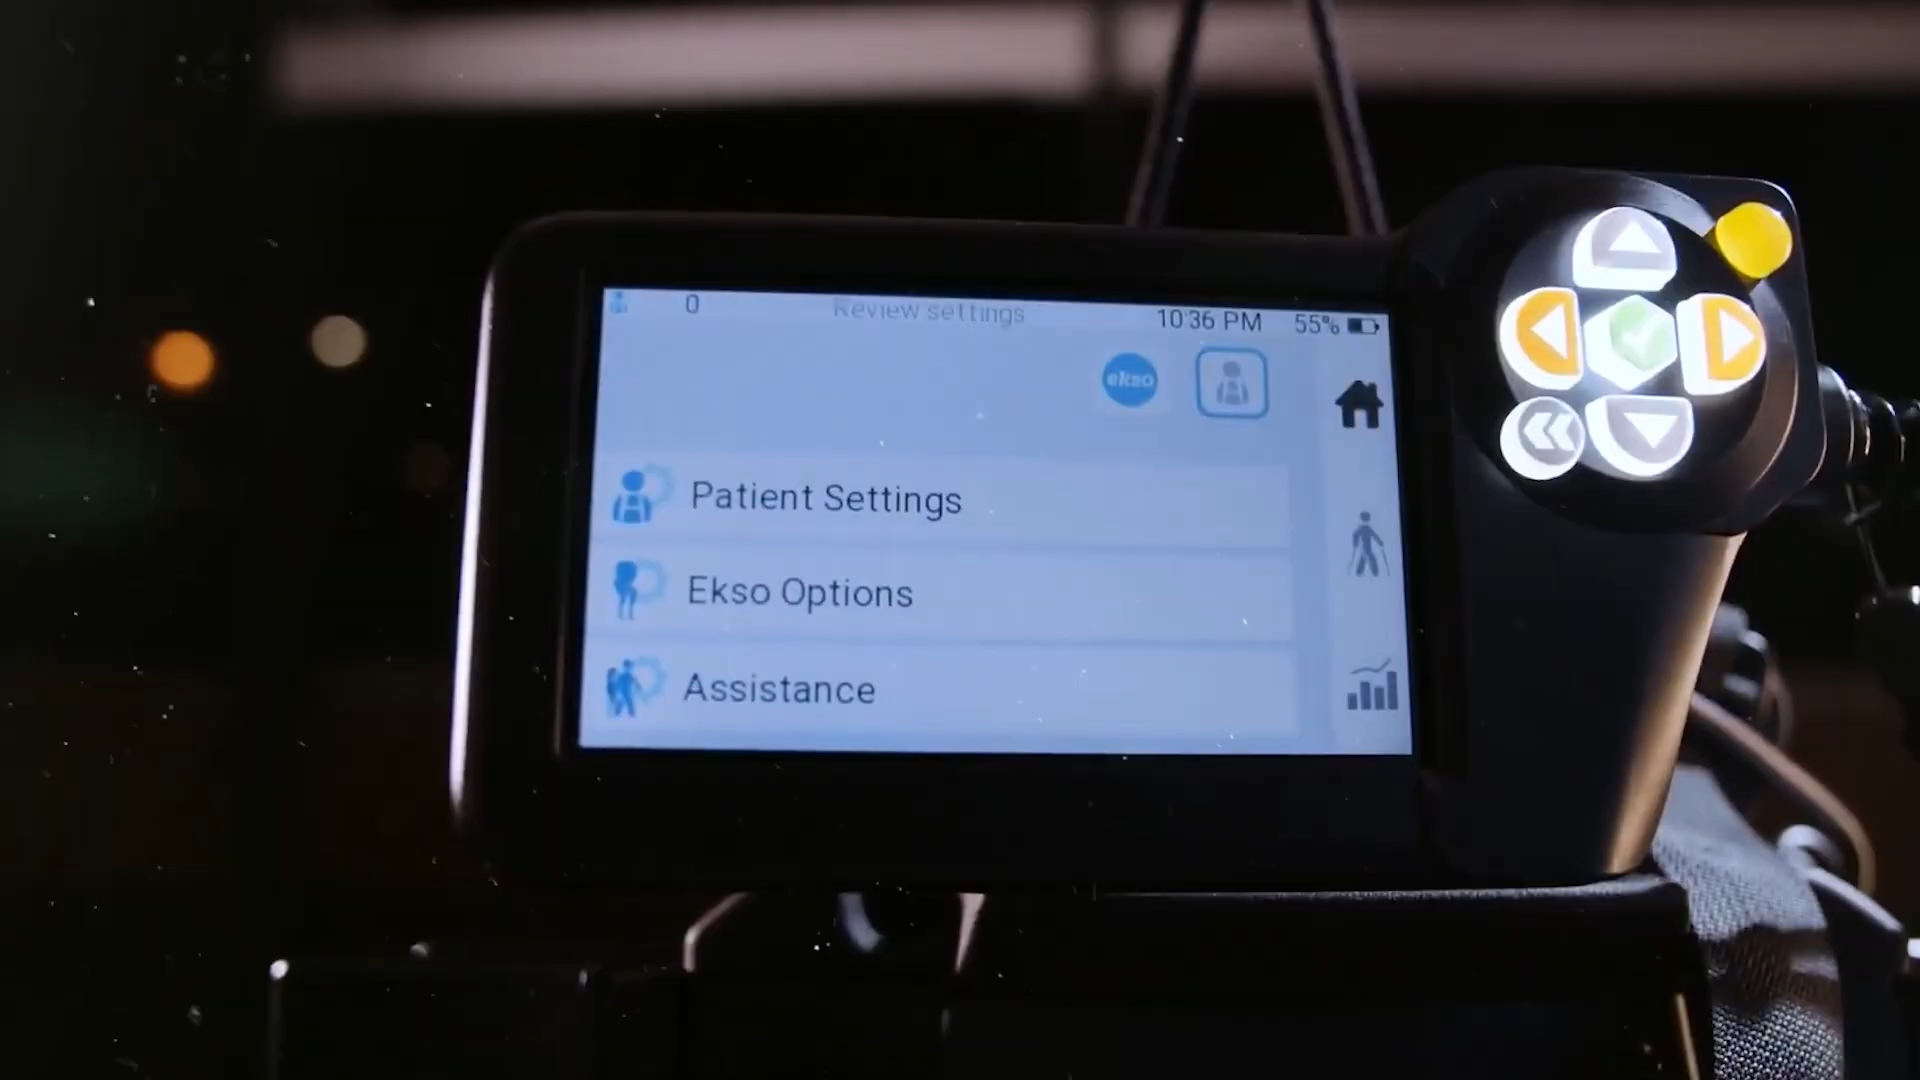 0 Review settings 10:36 PM 55%
ekso
Patient Settings
Ekso Options
Assistance